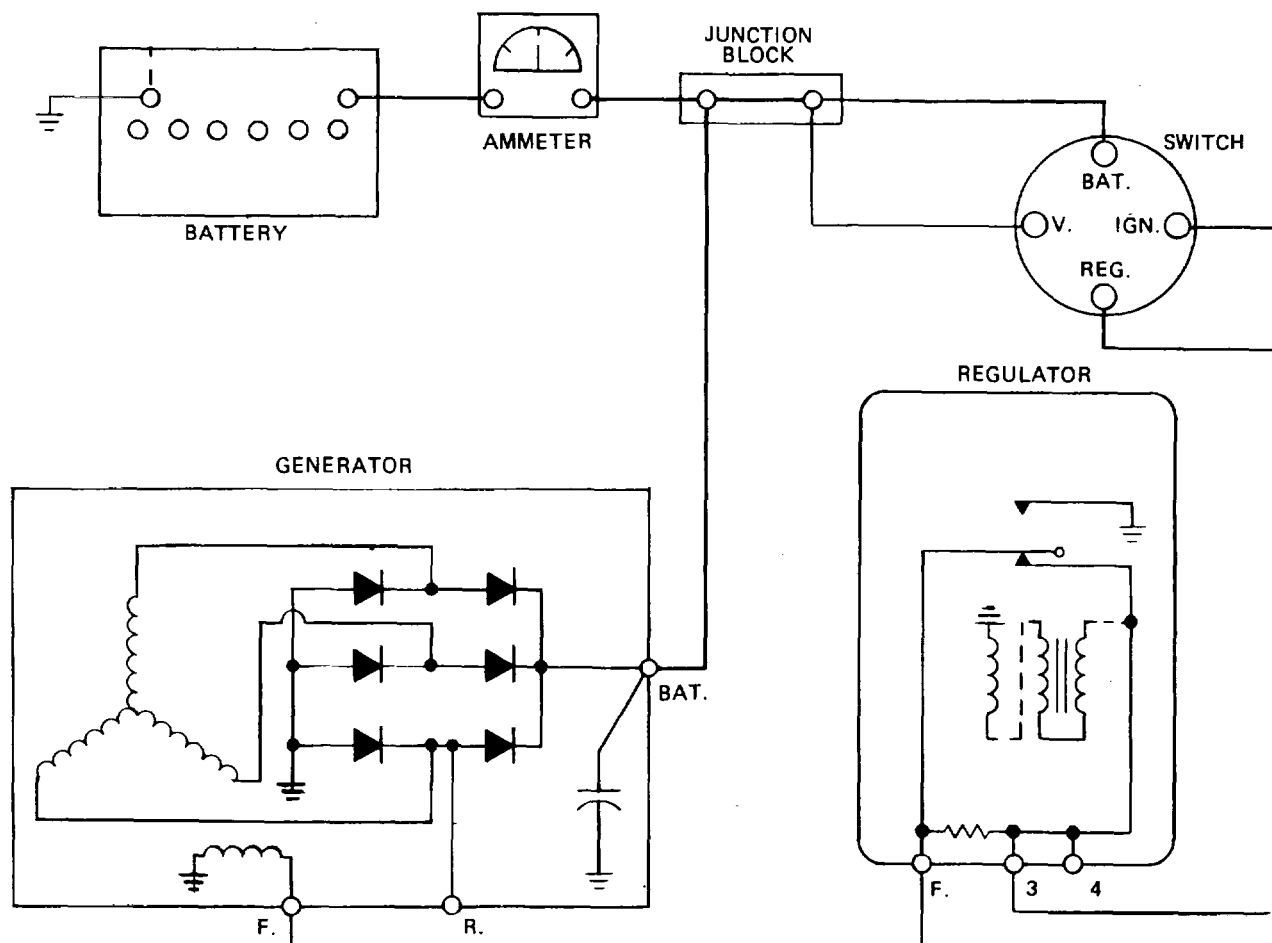 JUNCTION
BLOCK
AMMETER
SWITCH
BAT.
V.
IGN.
REG.
BATTERY
REGULATOR
GENERATOR
BAT.
F.
R.
F.
3
4